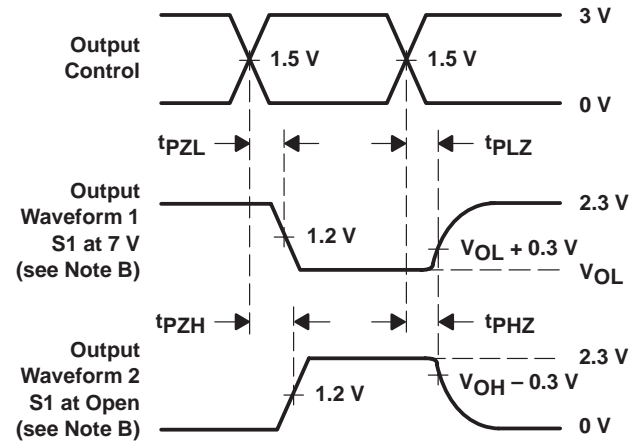 3 V
Output
Control
1.5 V
1.5 V
0 V
tPZL
tPLZ
Output
Waveform 1
S1 at 7 V
(see Note B)
2.3 V
1.2 V
VOL + 0.3 V
VOL
tPZH
tPHZ
Output
Waveform 2
S1 at Open
(see Note B)
2.3 V
1.2 V
VOH − 0.3 V
0 V